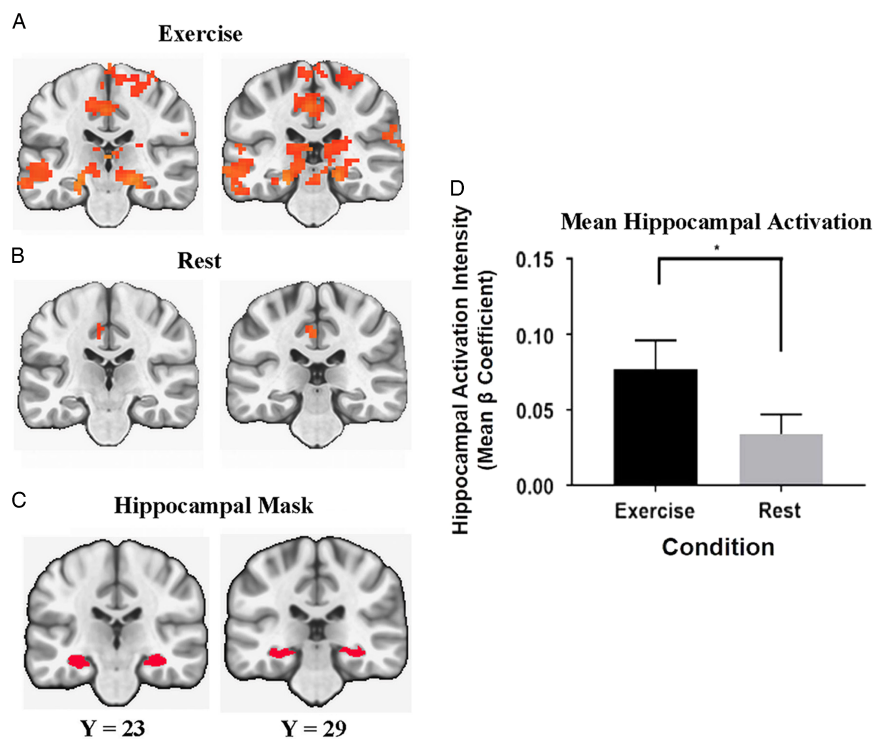 A
Exercise
B
Rest
C
Hippocampal Mask
Y = 23
Y = 29
D
Mean Hippocampal Activation
Hippocampal Activation Intensity
(Mean β Coefficient)
0.15
0.10
0.05
0.00
*
Exercise
Rest
Condition